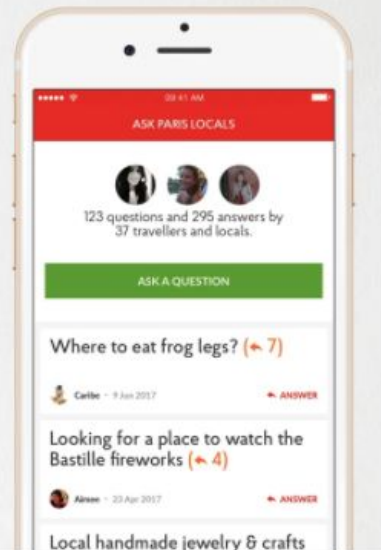 09:41 AM
ASK PARIS LOCALS
123 questions and 295 answers by
37 travellers and locals.
ASK A QUESTION
Where to eat frog legs? (7)
Caribe - 9 Jun 2017
ANSWER
Looking for a place to watch the
Bastille fireworks (4)
Aimee - 23 Apr 2017
ANSWER
Local handmade jewelry & crafts